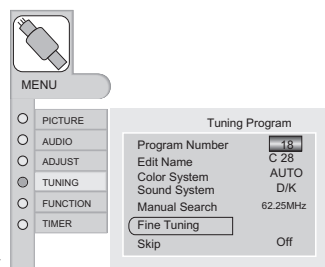 MENU
PICTURE
AUDIO
ADJUST
TUNING
FUNCTION
TIMER
Tuning Program
Program Number 18
Edit Name C 28
Color System AUTO
Sound System D/K
Manual Search 62.25MHz
Fine Tuning
Skip Off